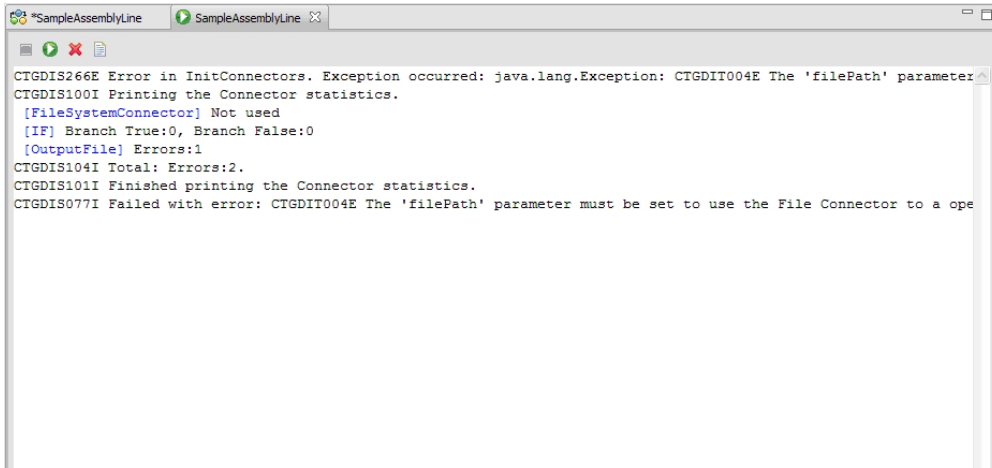 *SampleAssemblyLine SampleAssemblyLine
CTGDIS266E Error in InitConnectors. Exception occurred: java.lang.Exception: CTGDIT004E The 'filePath' parameter
CTGDIS100I Printing the Connector statistics.
[FileSystemConnector] Not used
[IF] Branch True:0, Branch False:0
[OutputFile] Errors:1
CTGDIS104I Total: Errors:2.
CTGDIS101I Finished printing the Connector statistics.
CTGDIS077I Failed with error: CTGDIT004E The 'filePath' parameter must be set to use the File Connector to a ope